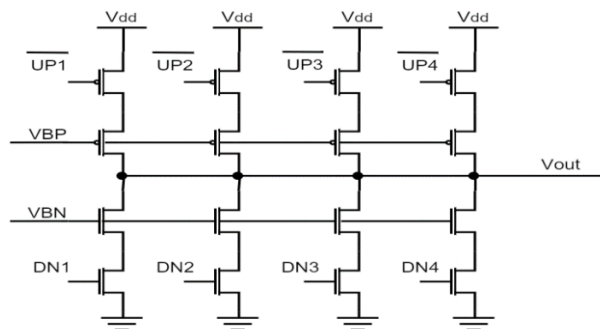 Vdd Vdd Vdd Vdd
UP1 UP2 UP3 UP4
VBP
Vout
VBN
DN1 DN2 DN3 DN4